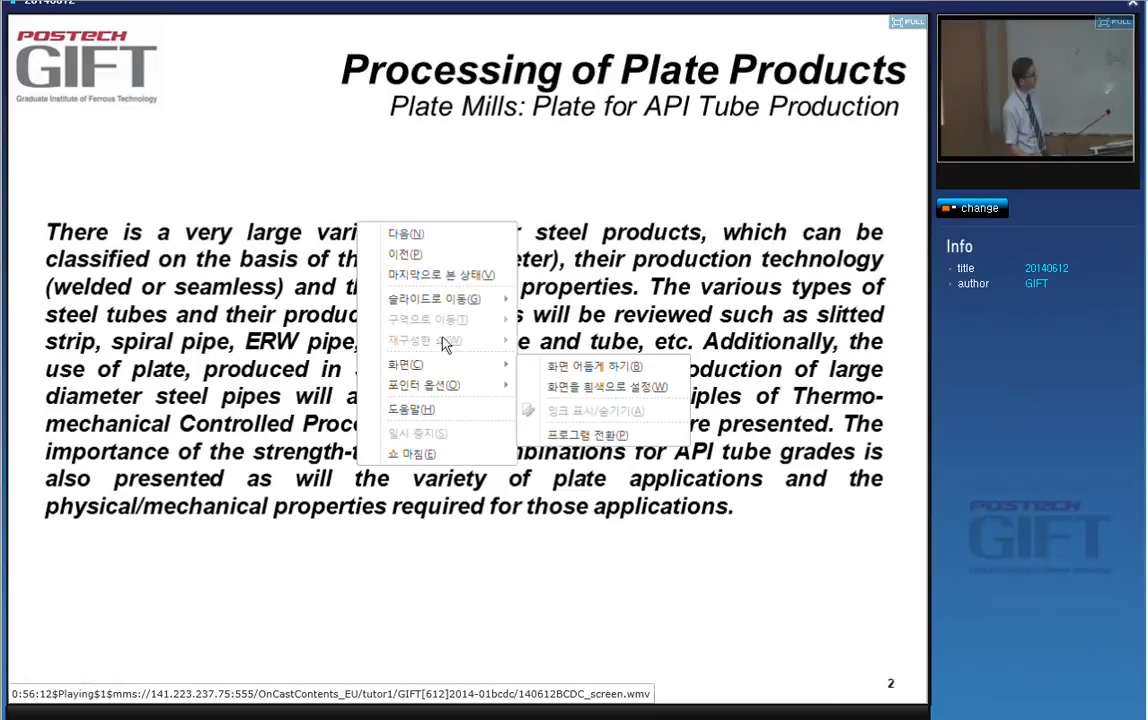 20140612
POSTECH
GIFT
Graduate Institute of Ferrous Technology
Processing of Plate Products
Plate Mills: Plate for API Tube Production
There is a very large vari r steel products, which can be
classified on the basis of th eter), their production technology
(welded or seamless) and t properties. The various types of
steel tubes and their produc s will be reviewed such as slitted
strip, spiral pipe, ERW pipe, e and tube, etc. Additionally, the
use of plate, produced in oduction of large
diameter steel pipes will a iples of Thermo-
mechanical Controlled Proc re presented. The
importance of the strength-t mbinations for API tube grades is
also presented as will the variety of plate applications and the
physical/mechanical properties required for those applications.
다음(N)
이전(P)
마지막으로 본 상태(V)
슬라이드로 이동(G)
구역으로 이동(T)
재구성한 쇼(W)
화면(C)
포인터 옵션(O)
도움말(H)
일시 중지(S)
쇼 마침(E)
화면 어둡게 하기(B)
화면을 흰색으로 설정(W)
잉크 표시/숨기기(A)
프로그램 전환(P)
2
0:56:12$Playing$1$mms://141.223.237.75:555/OnCastContents_EU/tutor1/GIFT[612]2014-01bcdc/140612BCDC_screen.wmv
FULL
FULL
change
Info
title 20140612
author GIFT
POSTECH
GIFT